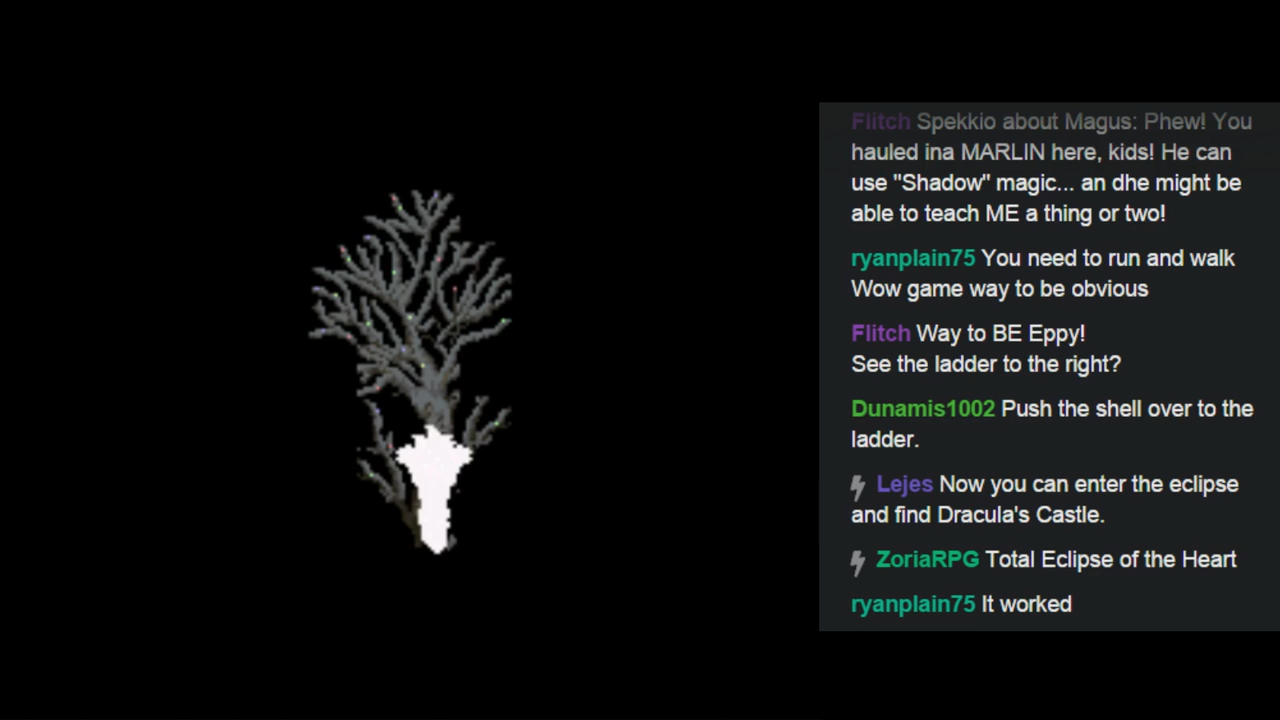 Flitch Spekkio about Magus: Phew! You
hauled ina MARLIN here, kids! He can
use "Shadow" magic... an dhe might be
able to teach ME a thing or two!
ryanplain75 You need to run and walk
Wow game way to be obvious
Flitch Way to BE Eppy!
See the ladder to the right?
Dunamis1002 Push the shell over to the
ladder.
Lejes Now you can enter the eclipse
and find Dracula's Castle.
ZoriaRPG Total Eclipse of the Heart
ryanplain75 It worked